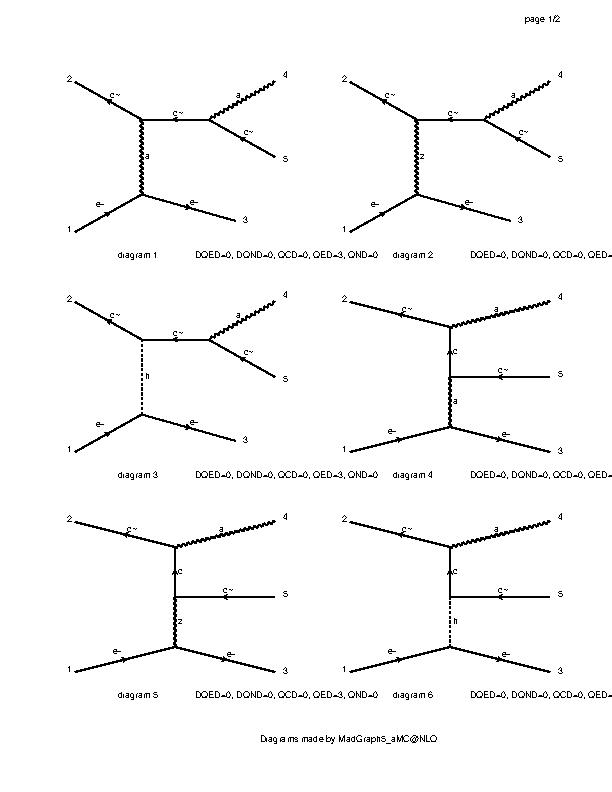 page 1/2
2 c~ c~ a 4
a c~ 5
e- e- 3
1
diagram 1 DQED=0, DQND=0, QCD=0, QED=3, QND=0
2 c~ c~ a 4
z c~ 5
e- e- 3
1
diagram 2 DQED=0, DQND=0, QCD=0, QED=
2 c~ c~ a 4
h c~ 5
e- e- 3
1
diagram 3 DQED=0, DQND=0, QCD=0, QED=3, QND=0
2 c~ a 4
c
c~ 5
a
e- e-
1 3
diagram 4 DQED=0, DQND=0, QCD=0, QED=
2 c~ a 4
c
c~ 5
z
e- e-
1 3
diagram 5 DQED=0, DQND=0, QCD=0, QED=3, QND=0
2 c~ a 4
c
c~ 5
h
e- e-
1 3
diagram 6 DQED=0, DQND=0, QCD=0, QED=
Diagrams made by MadGraph5_aMC@NLO